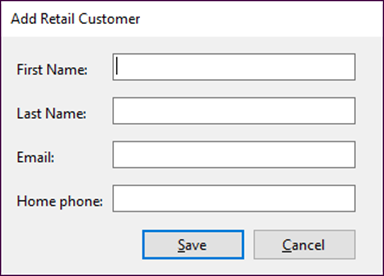 Add Retail Customer
First Name:
Last Name:
Email:
Home phone:
Save Cancel